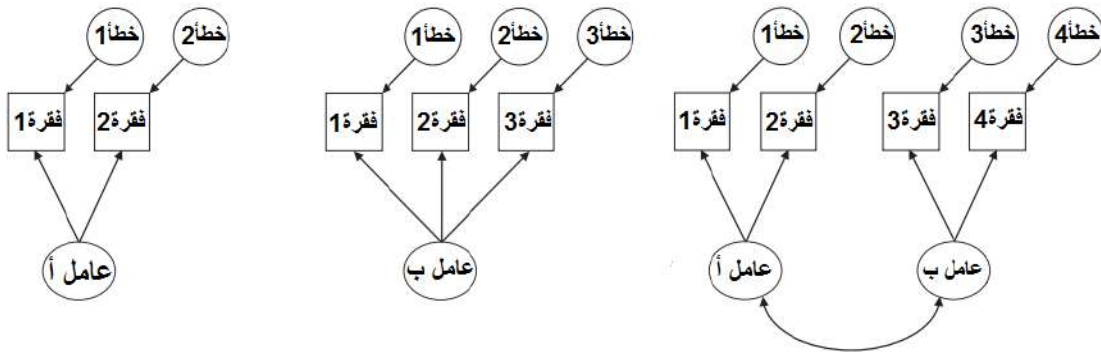 خطأ1 خطأ2
فقرة1 فقرة2
عامل أ
خطأ1 خطأ2 خطأ3
فقرة1 فقرة2 فقرة3
عامل ب
خطأ1 خطأ2 خطأ3 خطأ4
فقرة1 فقرة2 فقرة3 فقرة4
عامل أ عامل ب